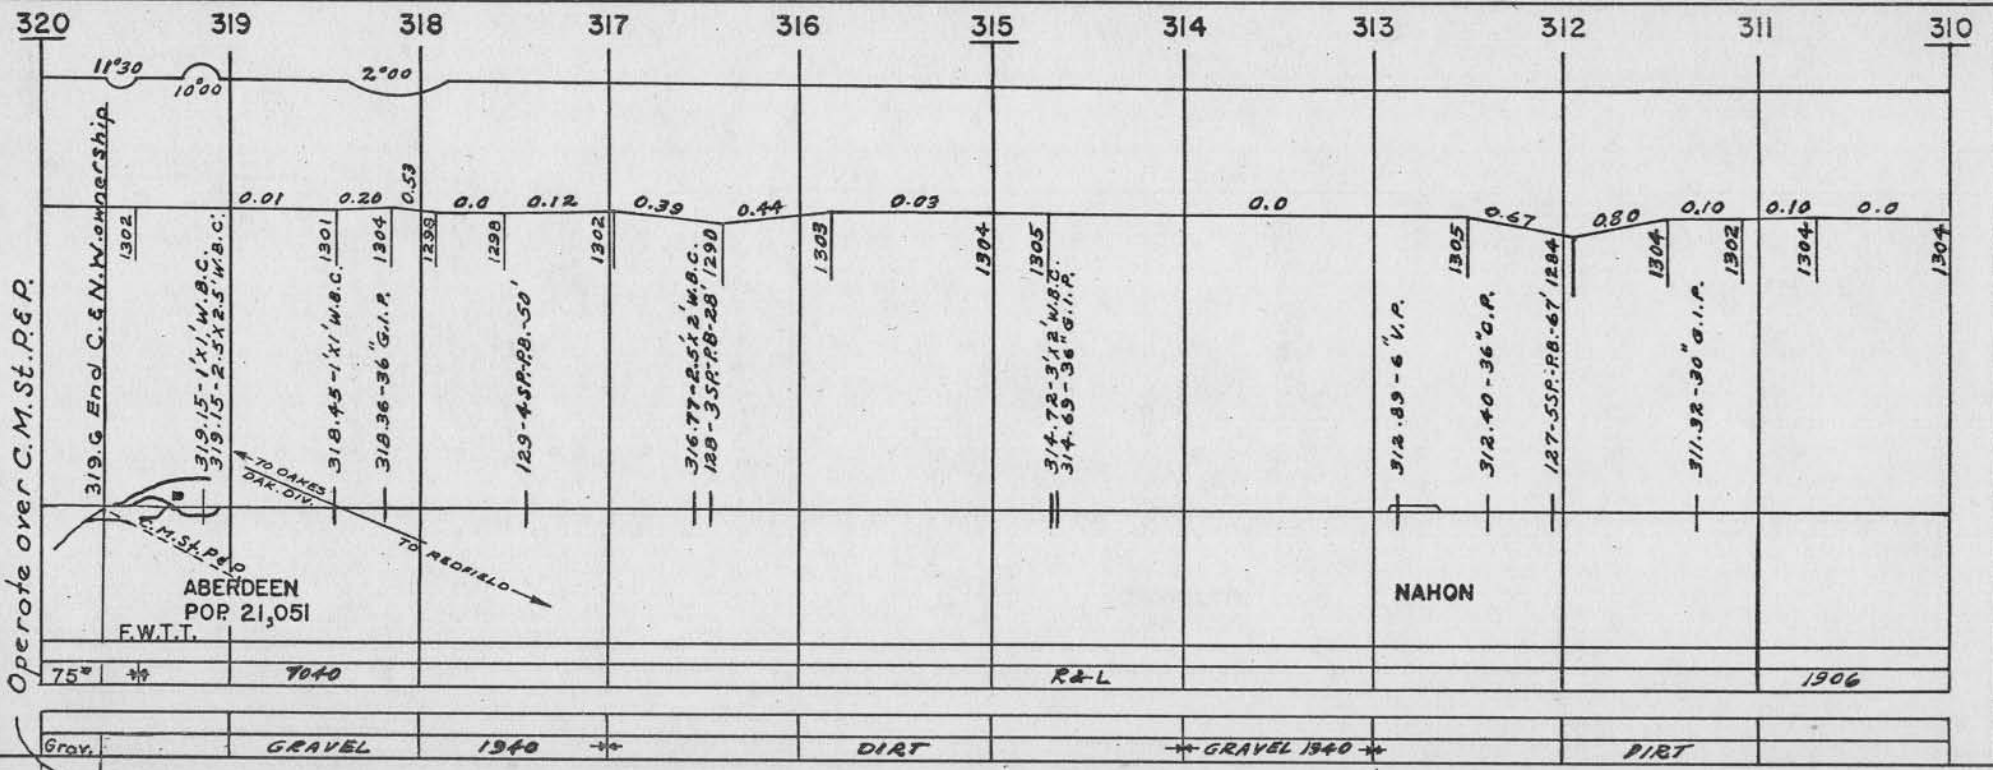 320 319 318 317 316 315 314 313 312 311 310
11°30
10°00
2°00
0.01 0.20 0.53 0.0 0.12 0.39 0.44 0.03 0.0 0.67 0.80 0.10 0.10 0.0
1302 1301 1304 1298 1298 1302 1290 1303 1304 1305 1305 1284 1304 1302 1304 1304
Operate over C.M.St.P.& P.
319.6 End C.& N.W. ownership
319.15-1'X1' W.B.C.
319.15-2.5'X2.5' W.B.C.
318.45-1'X1' W.B.C.
318.36-36" G.I.P.
129-4SP.-P.B.-50'
316.77-2.5'X2' W.B.C.
128-3SP.-P.B-28'
314.72-3'X2' W.B.C.
314.69-36" G.I.P.
312.89-6" V.P.
312.40-36" C.P.
127-5SP.-P.B.-67'
311.32-30" G.I.P.
TO OAKES
DAK. DIV.
TO REDFIELD
C.M.St.P&P
ABERDEEN
POP. 21,051
F.W.T.T.
NAHON
75# 9040 R&L 1906
Grav. GRAVEL 1940 DIRT GRAVEL 1940 DIRT